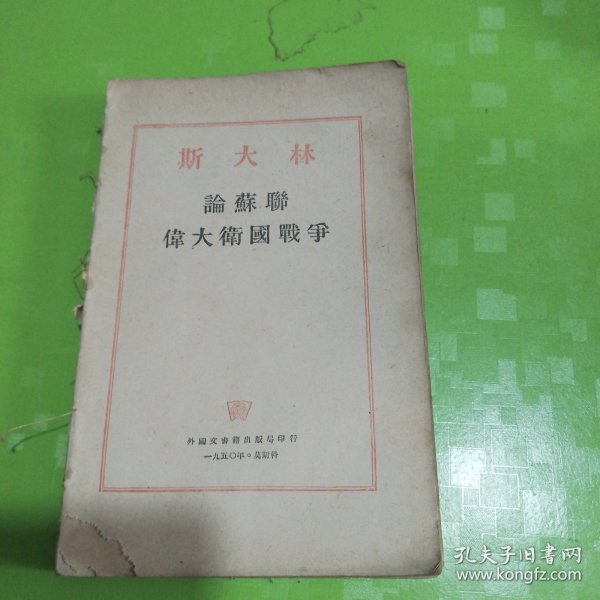 斯大林
論蘇聯
偉大衛國戰爭
外國文書籍出版局印行
一九五〇年。莫斯科
孔夫子旧书网
www.kongfz.com